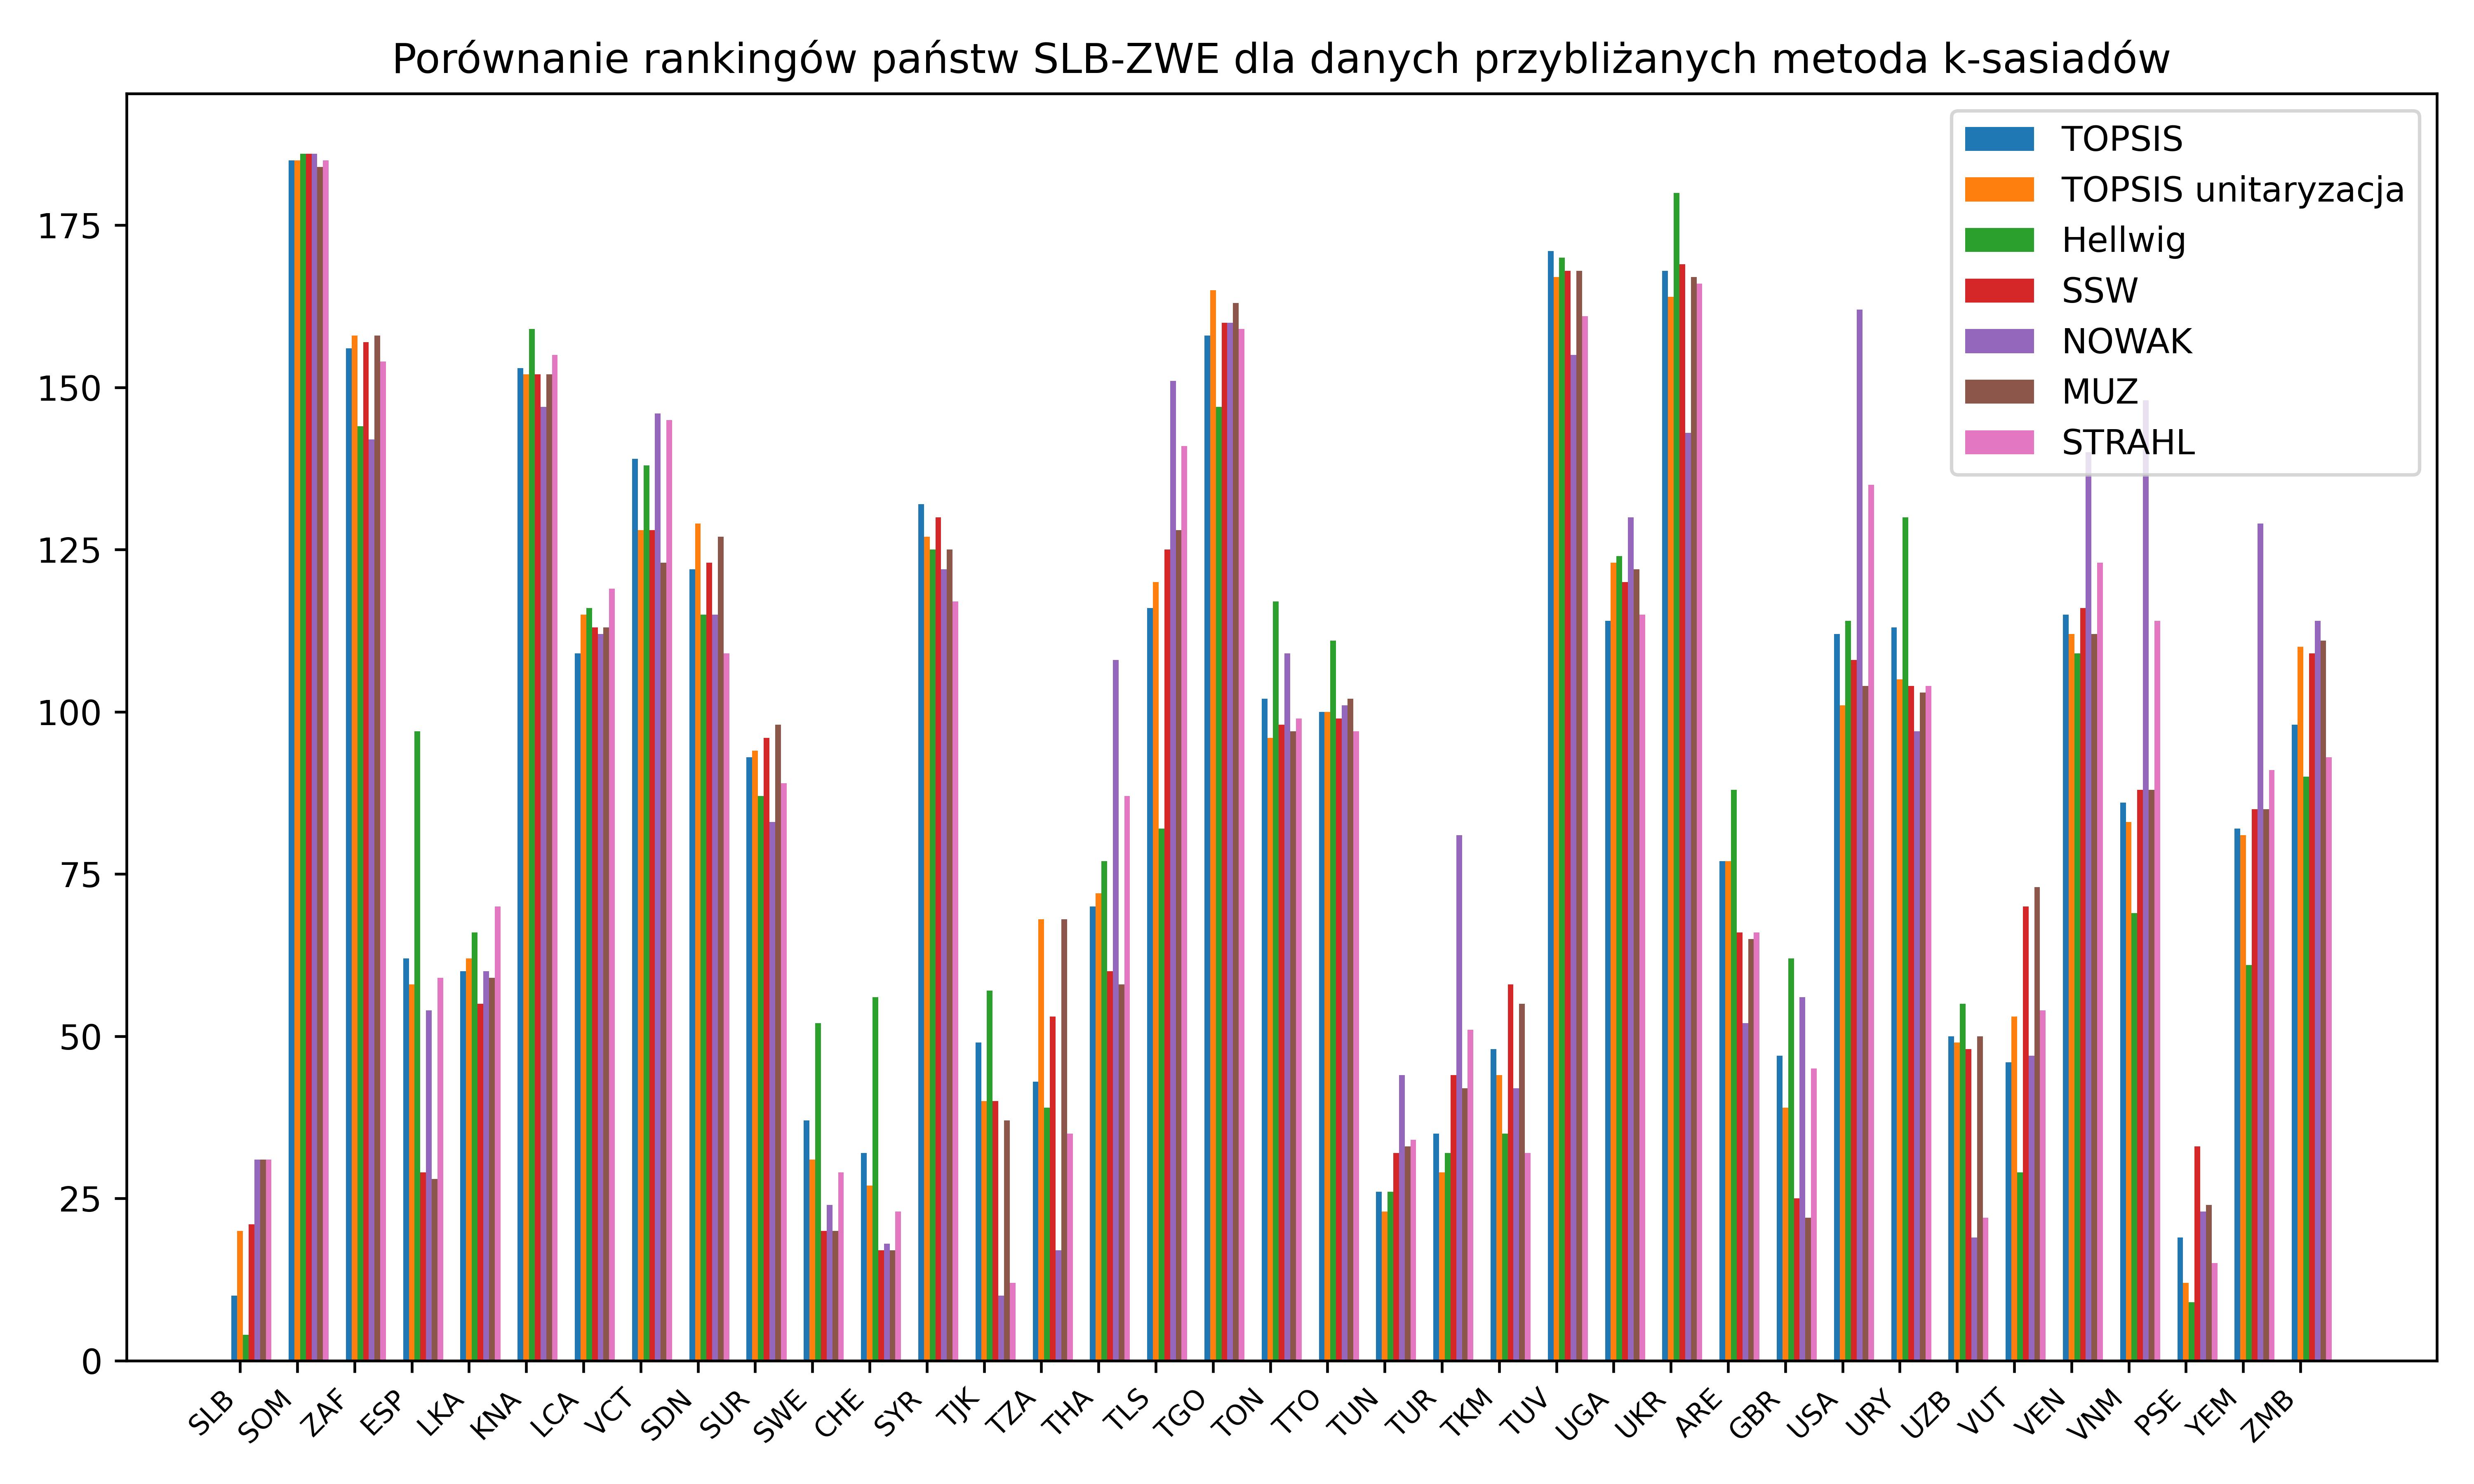 Porównanie rankingów państw SLB-ZWE dla danych przybliżanych metoda k-sasiadów
TOPSIS
TOPSIS unitaryzacja
Hellwig
SSW
NOWAK
MUZ
STRAHL
175
150
125
100
75
50
25
0
SLB SOM ZAF ESP LKA KNA LCA VCT SDN SUR SWE CHE SYR TJK TZA THA TLS TGO TON TTO TUN TUR TKM TUV UGA UKR ARE GBR USA URY UZB VUT VEN VNM PSE YEM ZMB